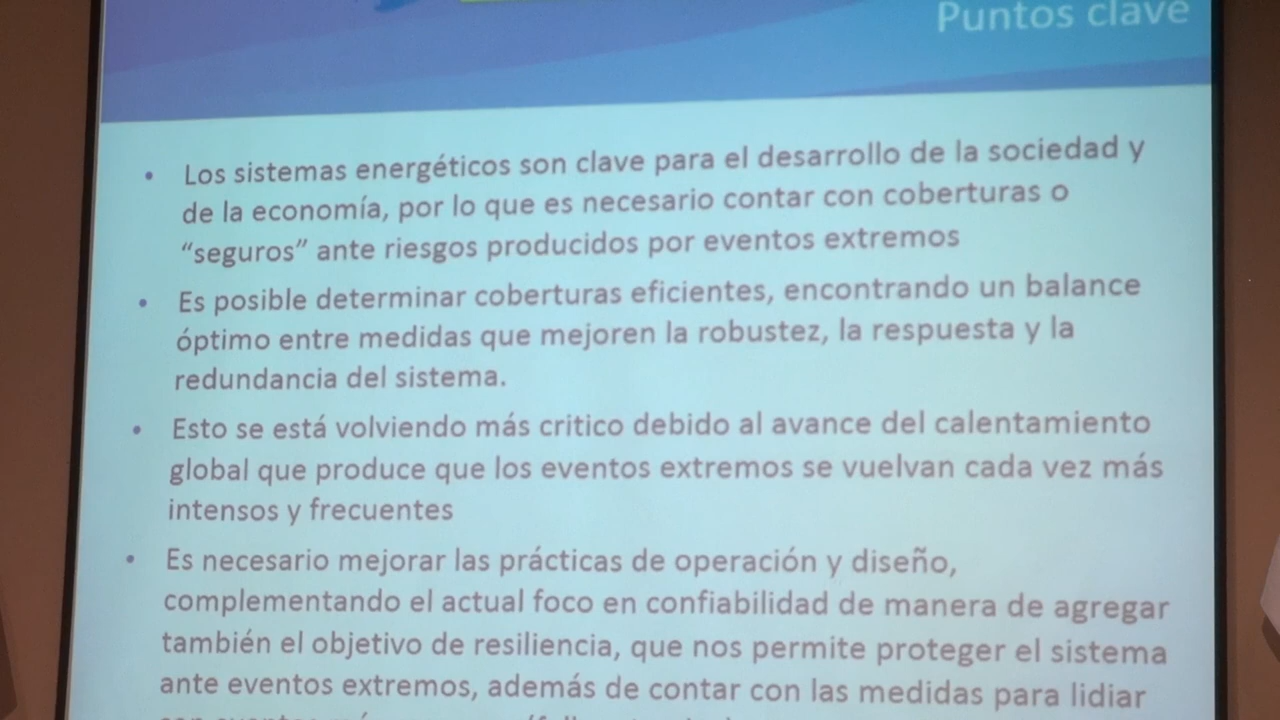 Puntos clave
• Los sistemas energéticos son clave para el desarrollo de la sociedad y
de la economía, por lo que es necesario contar con coberturas o
“seguros” ante riesgos producidos por eventos extremos
• Es posible determinar coberturas eficientes, encontrando un balance
óptimo entre medidas que mejoren la robustez, la respuesta y la
redundancia del sistema.
• Esto se está volviendo más critico debido al avance del calentamiento
global que produce que los eventos extremos se vuelvan cada vez más
intensos y frecuentes
• Es necesario mejorar las prácticas de operación y diseño,
complementando el actual foco en confiabilidad de manera de agregar
también el objetivo de resiliencia, que nos permite proteger el sistema
ante eventos extremos, además de contar con las medidas para lidiar